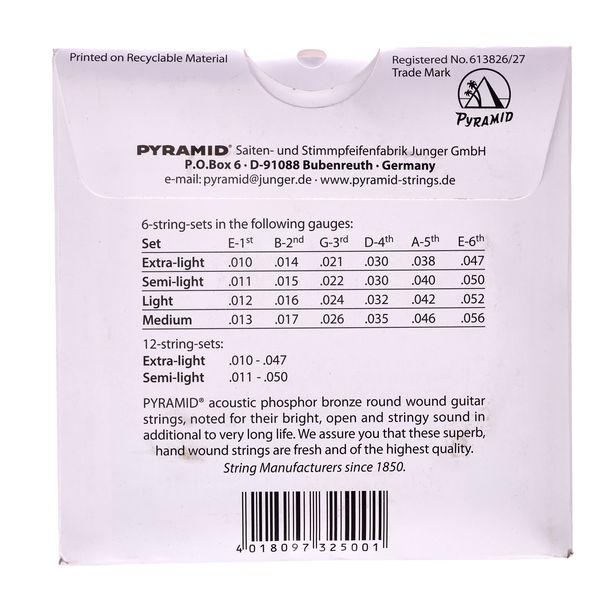 Printed on Recyclable Material
Registered No. 613826/27
Trade Mark
PYRAMID
PYRAMID® Saiten- und Stimmpfeifenfabrik Junger GmbH
P.O.Box 6 · D-91088 Bubenreuth · Germany
e-mail: pyramid@junger.de · www.pyramid-strings.de
6-string-sets in the following gauges:
Set E-1st B-2nd G-3rd D-4th A-5th E-6th
Extra-light .010 .014 .021 .030 .038 .047
Semi-light .011 .015 .022 .030 .040 .050
Light .012 .016 .024 .032 .042 .052
Medium .013 .017 .026 .035 .046 .056
12-string-sets:
Extra-light .010 - .047
Semi-light .011 - .050
PYRAMID® acoustic phosphor bronze round wound guitar
strings, noted for their bright, open and stringy sound in
additional to very long life. We assure you that these superb,
hand wound strings are fresh and of the highest quality.
String Manufacturers since 1850.
4 018097 325001